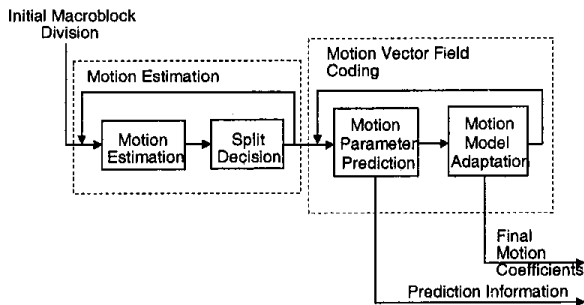 Initial Macroblock
Division
Motion Estimation
Motion Vector Field
Coding
Motion
Estimation
Split
Decision
Motion
Parameter
Prediction
Motion
Model
Adaptation
Final
Motion
Coefficients
Prediction Information